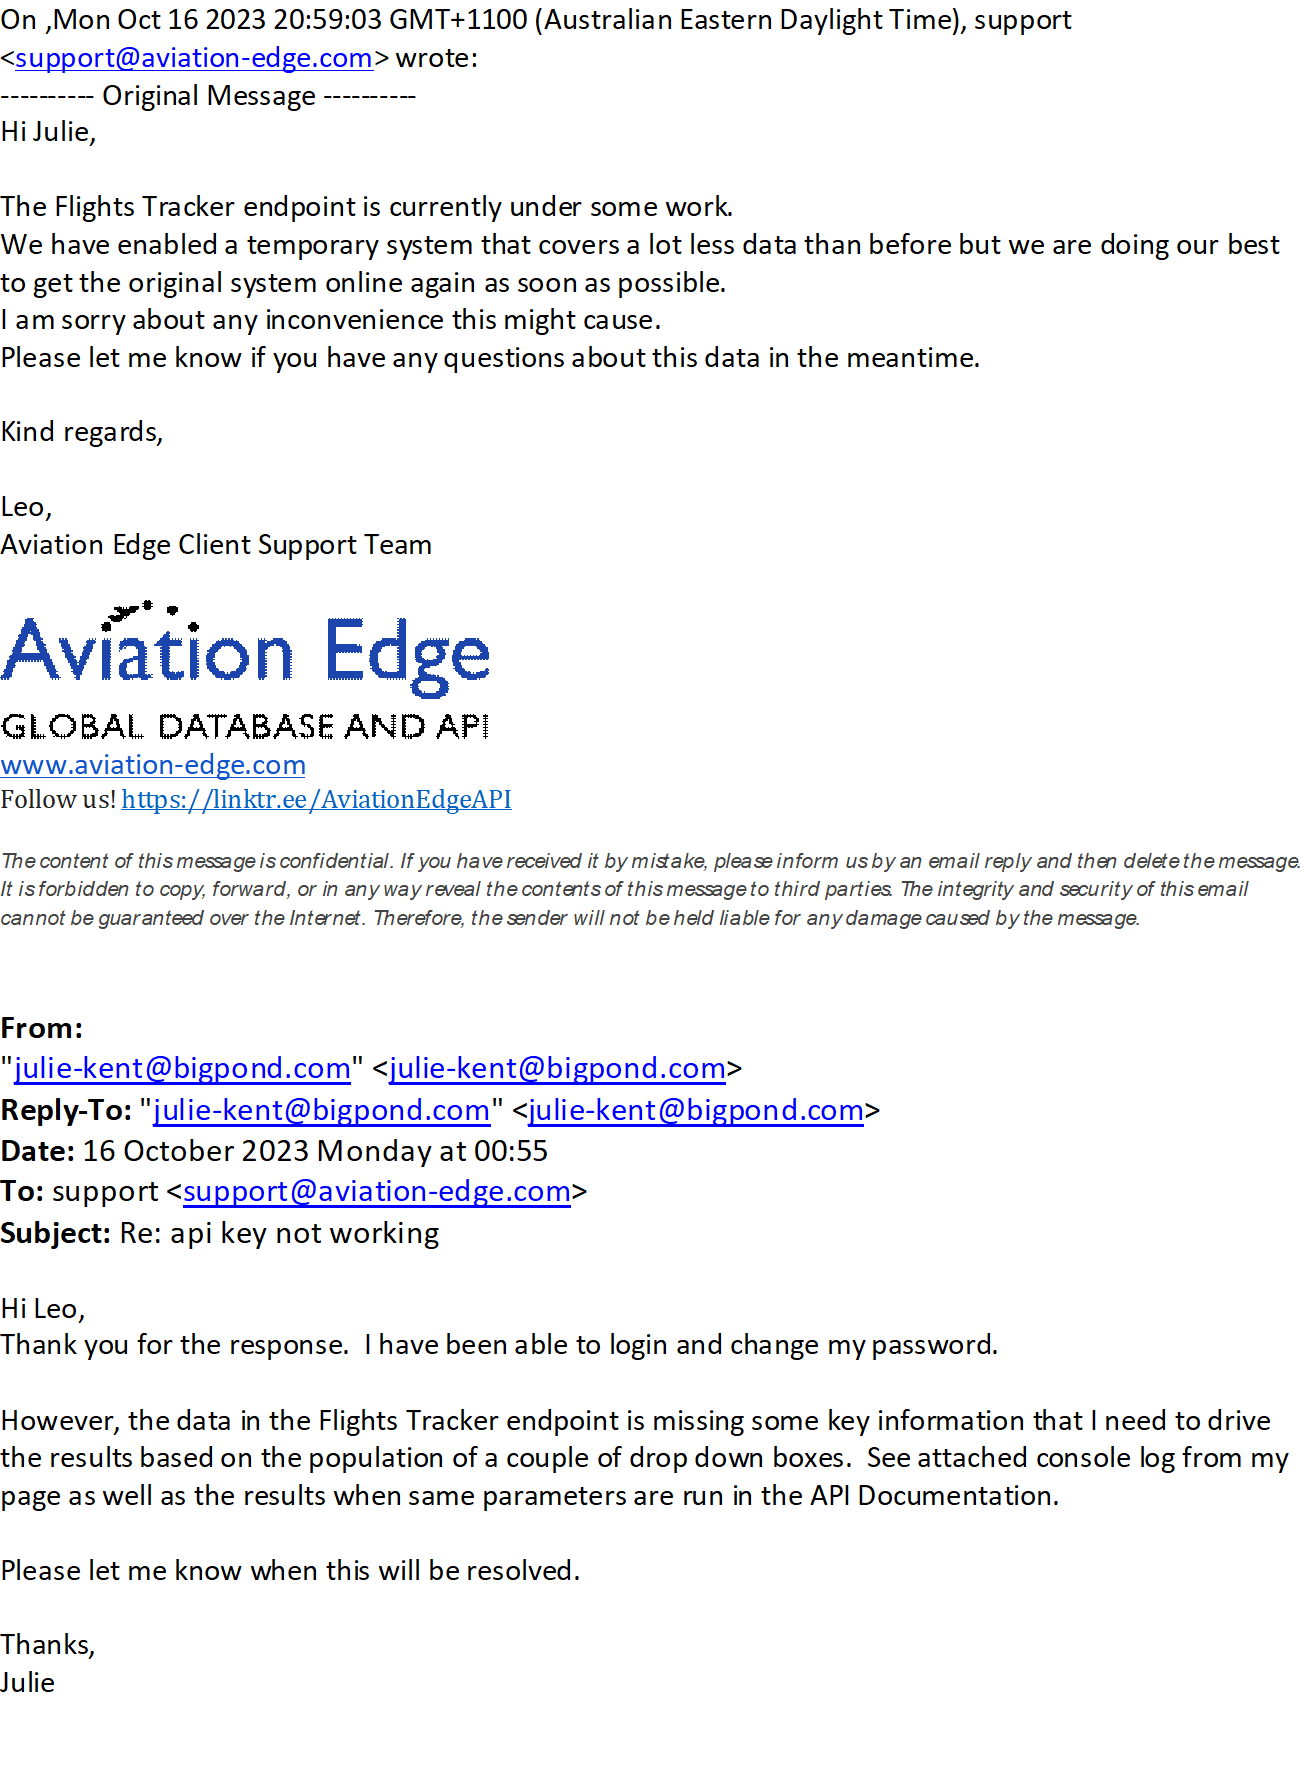 On ,Mon Oct 16 2023 20:59:03 GMT+1100 (Australian Eastern Daylight Time), support
<support@aviation-edge.com> wrote:
---------- Original Message ----------
Hi Julie,
The Flights Tracker endpoint is currently under some work.
We have enabled a temporary system that covers a lot less data than before but we are doing our best
to get the original system online again as soon as possible.
I am sorry about any inconvenience this might cause.
Please let me know if you have any questions about this data in the meantime.
Kind regards,
Leo,
Aviation Edge Client Support Team
Aviation Edge
GLOBAL DATABASE AND API
www.aviation-edge.com
Follow us! https://linktr.ee/AviationEdgeAPI
The content of this message is confidential. If you have received it by mistake, please inform us by an email reply and then delete the message.
It is forbidden to copy, forward, or in any way reveal the contents of this message to third parties. The integrity and security of this email
cannot be guaranteed over the Internet. Therefore, the sender will not be held liable for any damage caused by the message.
From:
"julie-kent@bigpond.com" <julie-kent@bigpond.com>
Reply-To: "julie-kent@bigpond.com" <julie-kent@bigpond.com>
Date: 16 October 2023 Monday at 00:55
To: support <support@aviation-edge.com>
Subject: Re: api key not working
Hi Leo,
Thank you for the response.  I have been able to login and change my password.
However, the data in the Flights Tracker endpoint is missing some key information that I need to drive
the results based on the population of a couple of drop down boxes.  See attached console log from my
page as well as the results when same parameters are run in the API Documentation.
Please let me know when this will be resolved.
Thanks,
Julie